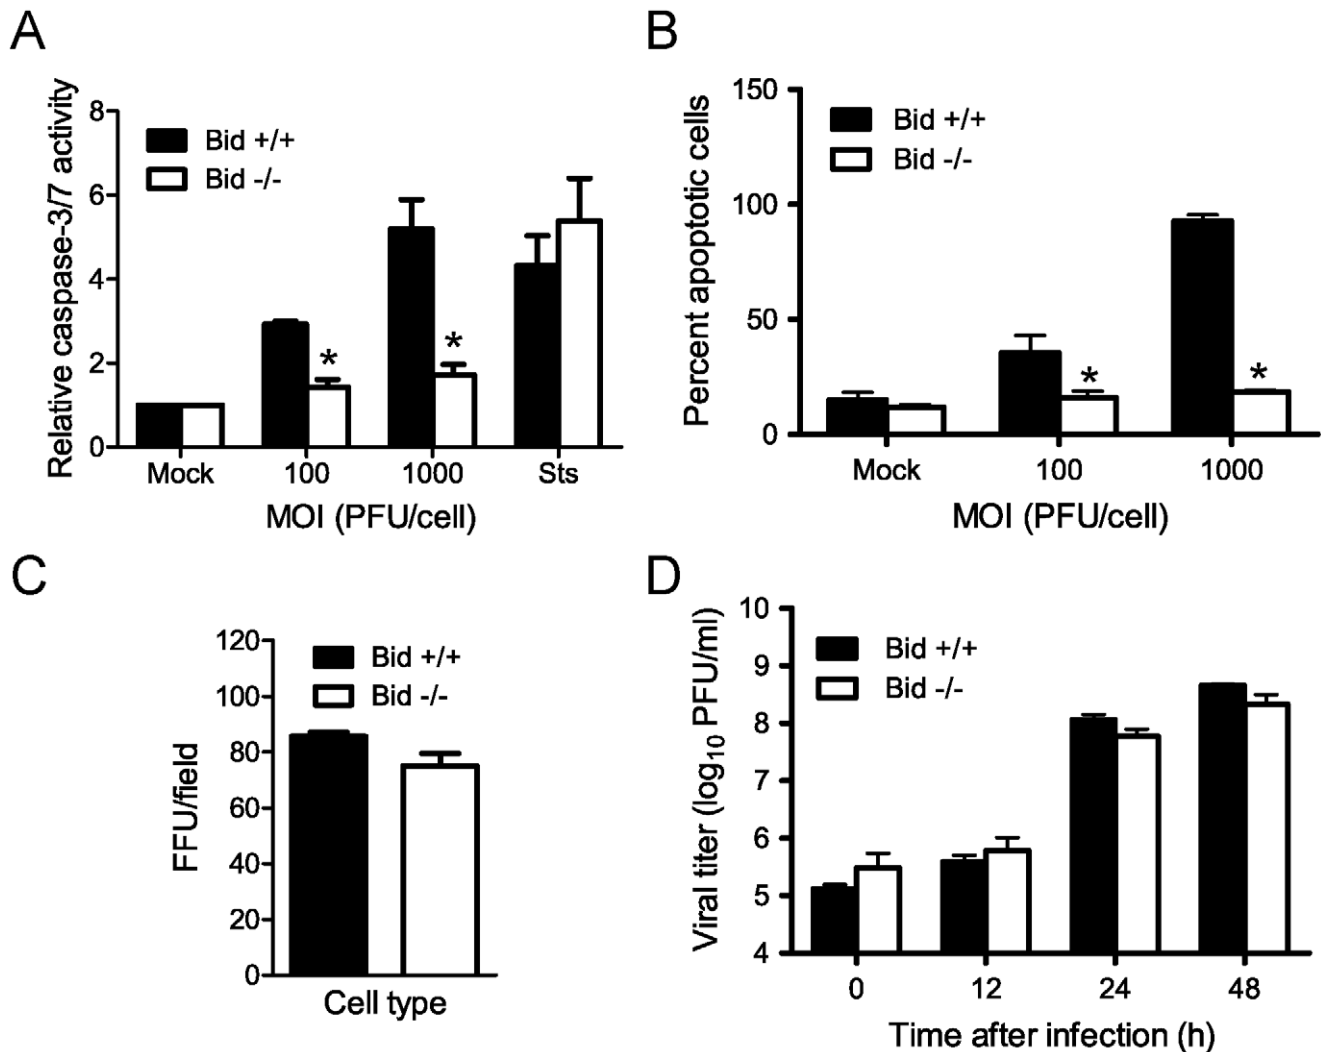 A
Relative caspase-3/7 activity
8
6
4
2
0
Bid +/+
Bid -/-
*
*
Mock 100 1000 Sts
MOI (PFU/cell)
B
Percent apoptotic cells
150
100
50
0
Bid +/+
Bid -/-
*
*
Mock 100 1000
MOI (PFU/cell)
C
FFU/field
120
100
80
60
40
20
0
Bid +/+
Bid -/-
Cell type
D
Viral titer (log10 PFU/ml)
10
9
8
7
6
5
4
Bid +/+
Bid -/-
0 12 24 48
Time after infection (h)